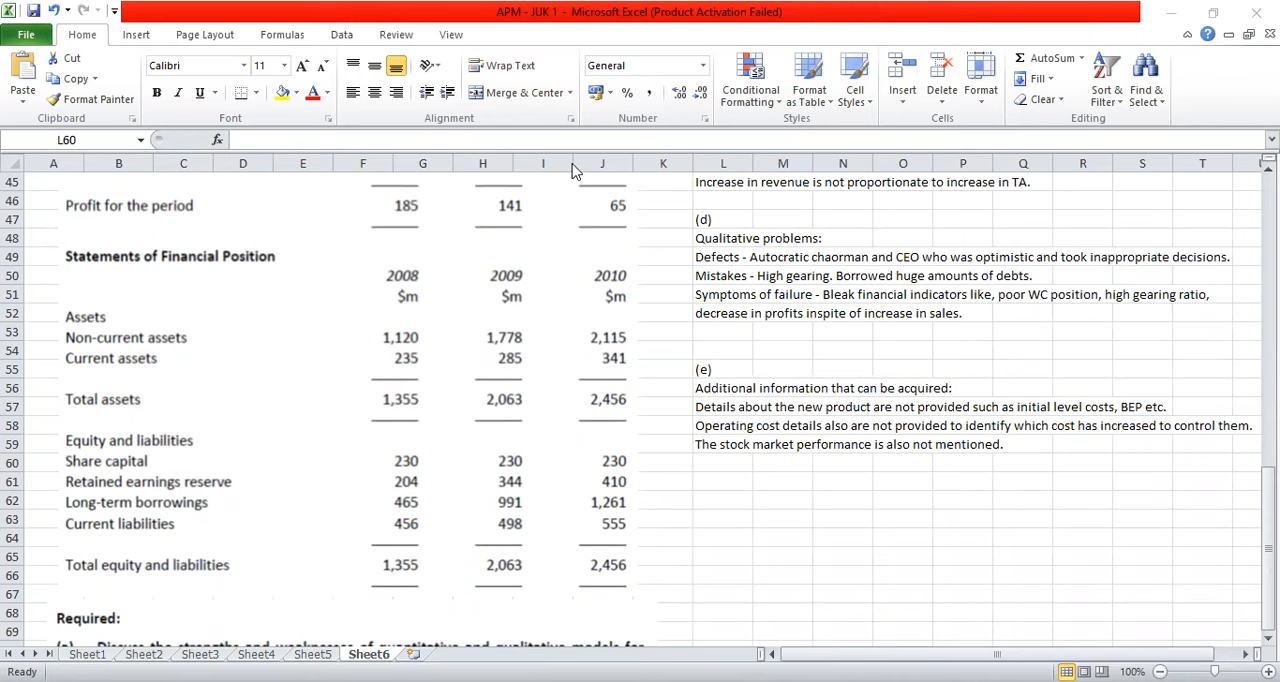 APM - JUK 1 - Microsoft Excel (Product Activation Failed)
File Home Insert Page Layout Formulas Data Review View
Paste
Cut
Copy
Format Painter
Clipboard
Calibri 11
B I U
Font
Wrap Text
Merge & Center
Alignment
General
Number
Conditional Formatting
Format as Table
Cell Styles
Styles
Insert Delete Format
Cells
AutoSum
Fill
Clear
Sort & Filter
Find & Select
Editing
L60 fx
A B C D E F G H I J K L M N O P Q R S T
45 Increase in revenue is not proportionate to increase in TA.
46 Profit for the period 185 141 65
47 (d)
48 Statements of Financial Position Qualitative problems:
49 2008 2009 2010 Defects - Autocratic chaorman and CEO who was optimistic and took inappropriate decisions.
50 Mistakes - High gearing. Borrowed huge amounts of debts.
51 $m $m $m Symptoms of failure - Bleak financial indicators like, poor WC position, high gearing ratio,
52 Assets decrease in profits inspite of increase in sales.
53 Non-current assets 1,120 1,778 2,115
54 Current assets 235 285 341
55 (e)
56 Total assets 1,355 2,063 2,456 Additional information that can be acquired:
57 Details about the new product are not provided such as initial level costs, BEP etc.
58 Equity and liabilities Operating cost details also are not provided to identify which cost has increased to control them.
59 The stock market performance is also not mentioned.
60 Share capital 230 230 230
61 Retained earnings reserve 204 344 410
62 Long-term borrowings 465 991 1,261
63 Current liabilities 456 498 555
64
65 Total equity and liabilities 1,355 2,063 2,456
66
67
68 Required:
69 (a) Discuss the strengths and weaknesses of quantitative and qualitative models for
Sheet1 Sheet2 Sheet3 Sheet4 Sheet5 Sheet6
Ready 100%